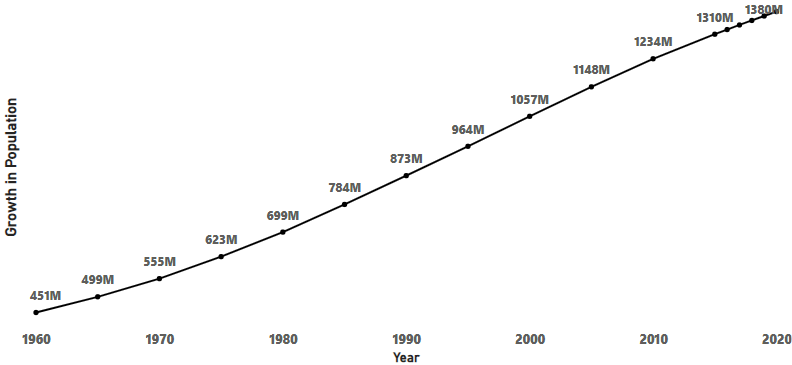 1380M
1310M
1234M
1148M
1057M
964M
873M
784M
699M
623M
555M
499M
451M
Growth in Population
1960 1970 1980 1990 2000 2010 2020
Year